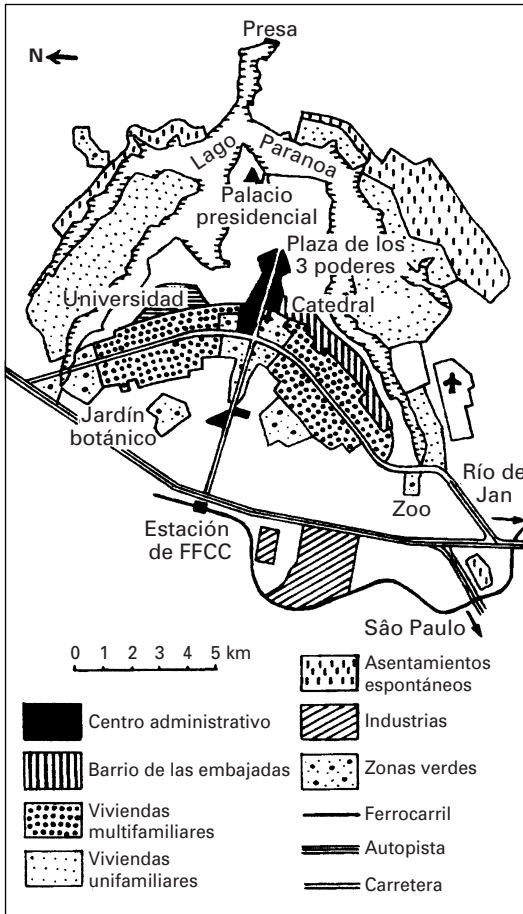 Presa
N
Lago Paranoa
Palacio
presidencial
Plaza de los
3 poderes
Universidad
Catedral
Jardín
botánico
Río de
Jan
Zoo
Estación
de FFCC
Sâo Paulo
0 1 2 3 4 5 km
Centro administrativo
Barrio de las embajadas
Viviendas
multifamiliares
Viviendas
unifamiliares
Asentamientos
espontáneos
Industrias
Zonas verdes
Ferrocarril
Autopista
Carretera